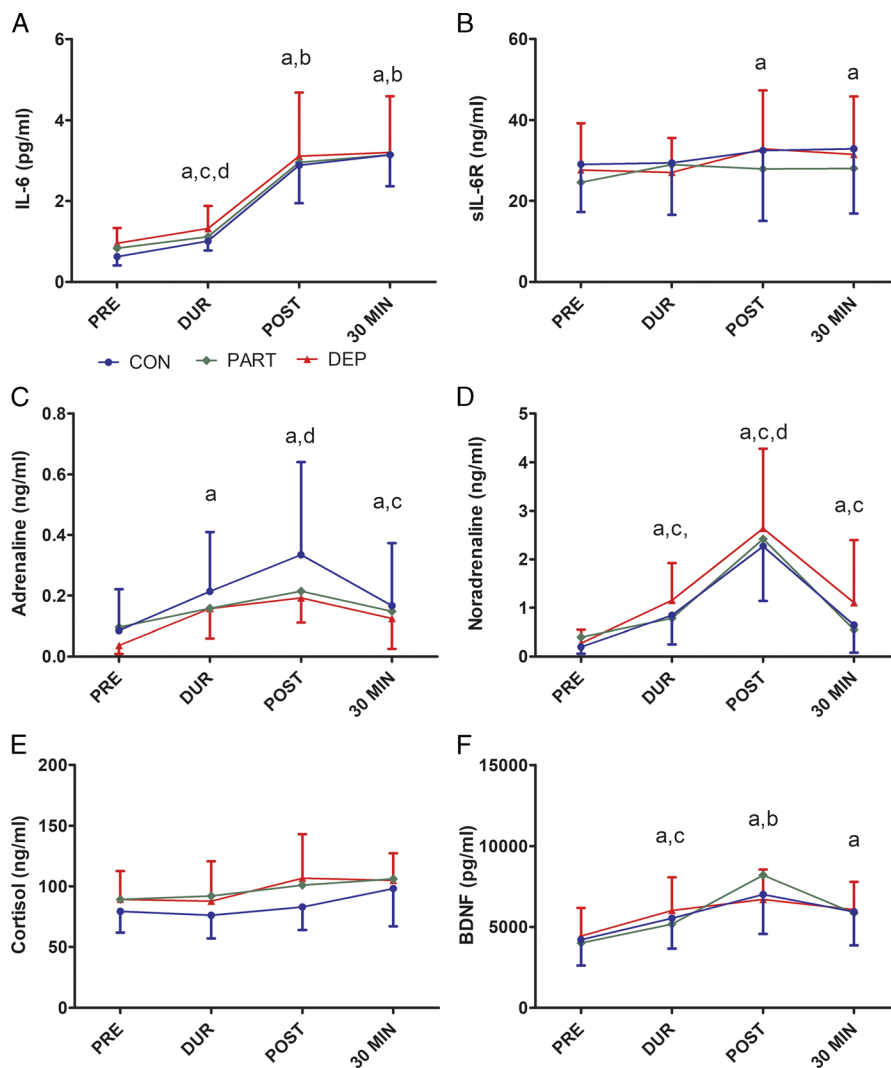 A
IL-6 (pg/ml)
6
4
2
0
a,c,d
a,b
a,b
PRE
DUR
POST
30 MIN
B
sIL-6R (ng/ml)
60
40
20
0
a
a
PRE
DUR
POST
30 MIN
CON PART DEP
C
Adrenaline (ng/ml)
0.8
0.6
0.4
0.2
0.0
a
a,d
a,c
PRE
DUR
POST
30 MIN
D
Noradrenaline (ng/ml)
5
4
3
2
1
0
a,c,
a,c,d
a,c
PRE
DUR
POST
30 MIN
E
Cortisol (ng/ml)
200
150
100
50
0
PRE
DUR
POST
30 MIN
F
BDNF (pg/ml)
15000
10000
5000
0
a,c
a,b
a
PRE
DUR
POST
30 MIN